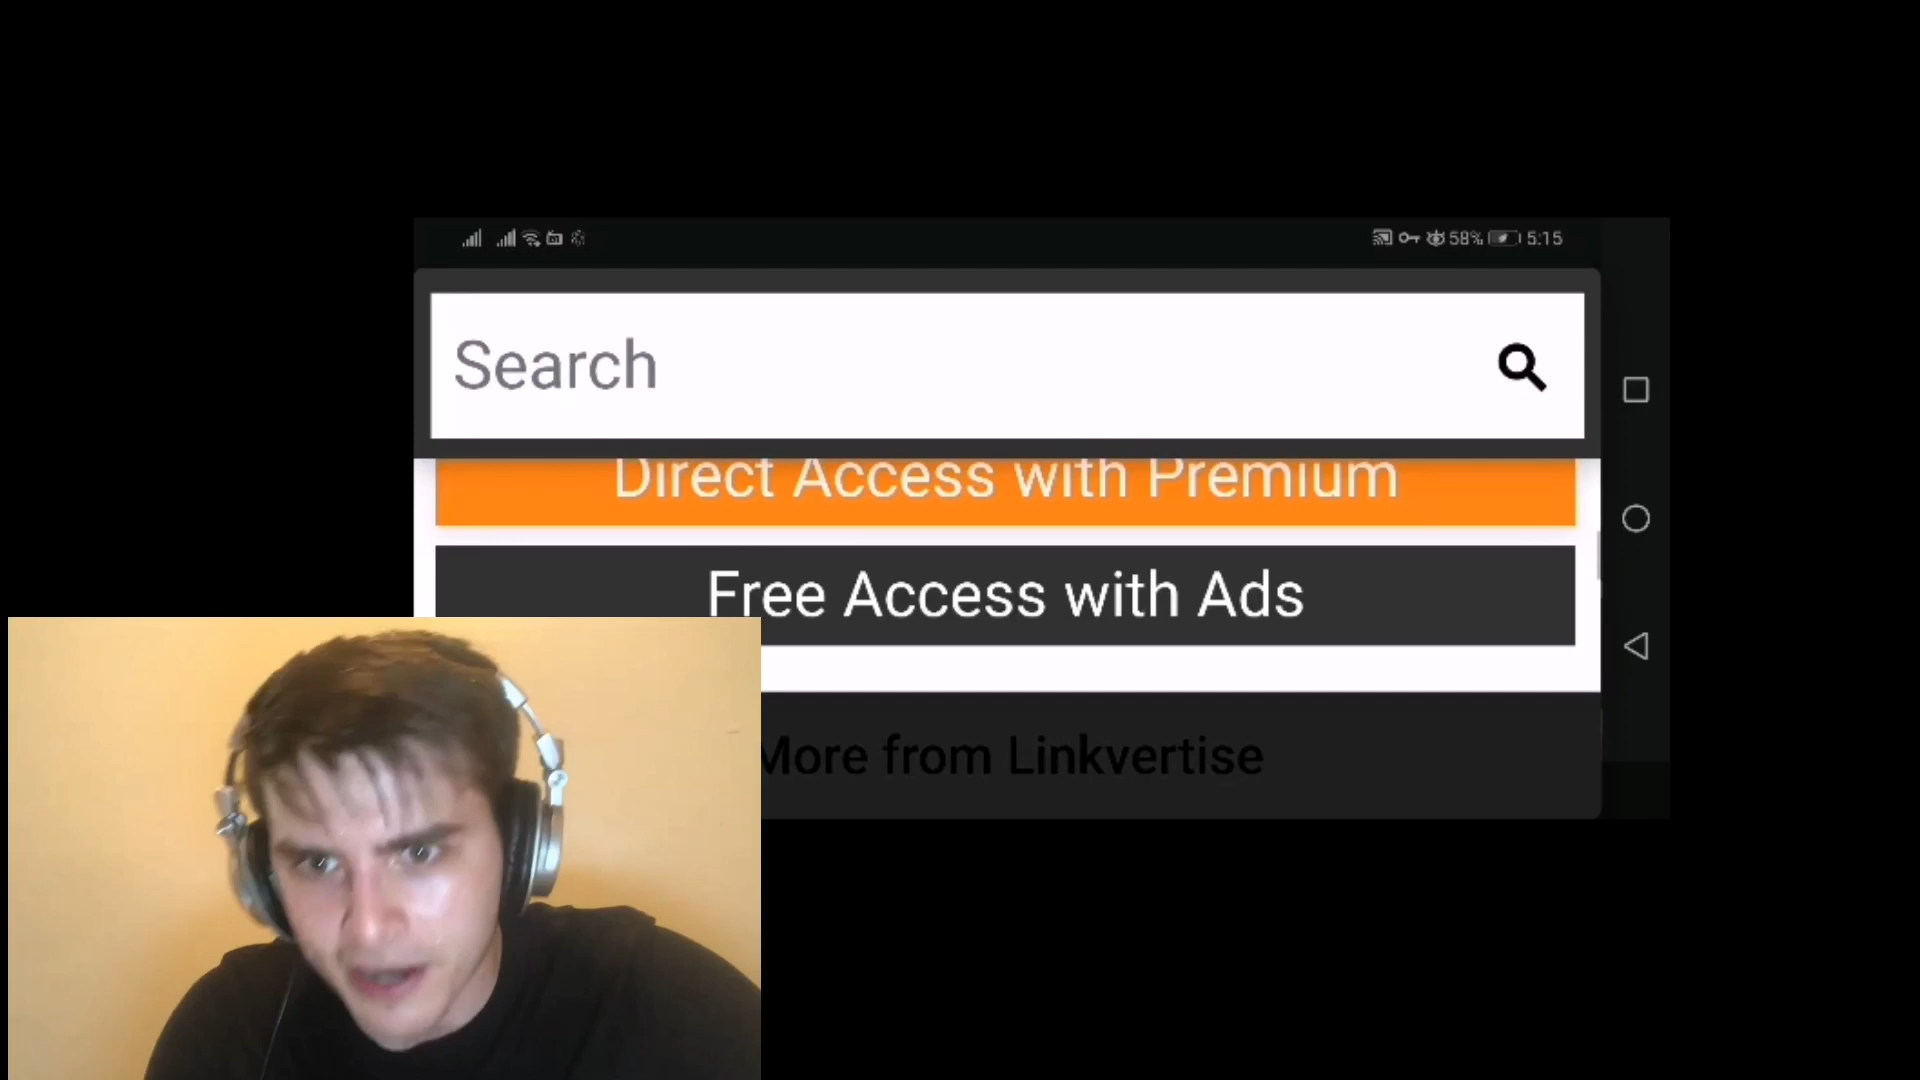 58% 5:15
Search
Direct Access with Premium
Free Access with Ads
More from Linkvertise